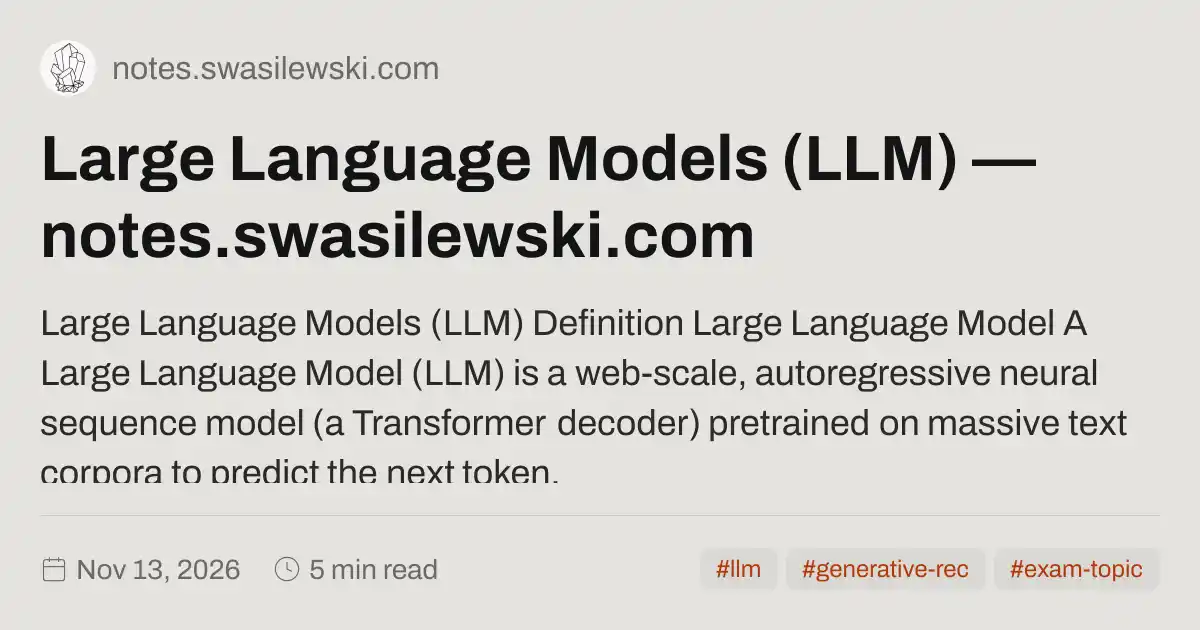 notes.swasilewski.com
Large Language Models (LLM) —
notes.swasilewski.com
Large Language Models (LLM) Definition Large Language Model A
Large Language Model (LLM) is a web-scale, autoregressive neural
sequence model (a Transformer decoder) pretrained on massive text
corpora to predict the next token.
Nov 13, 2026
5 min read
#llm
#generative-rec
#exam-topic